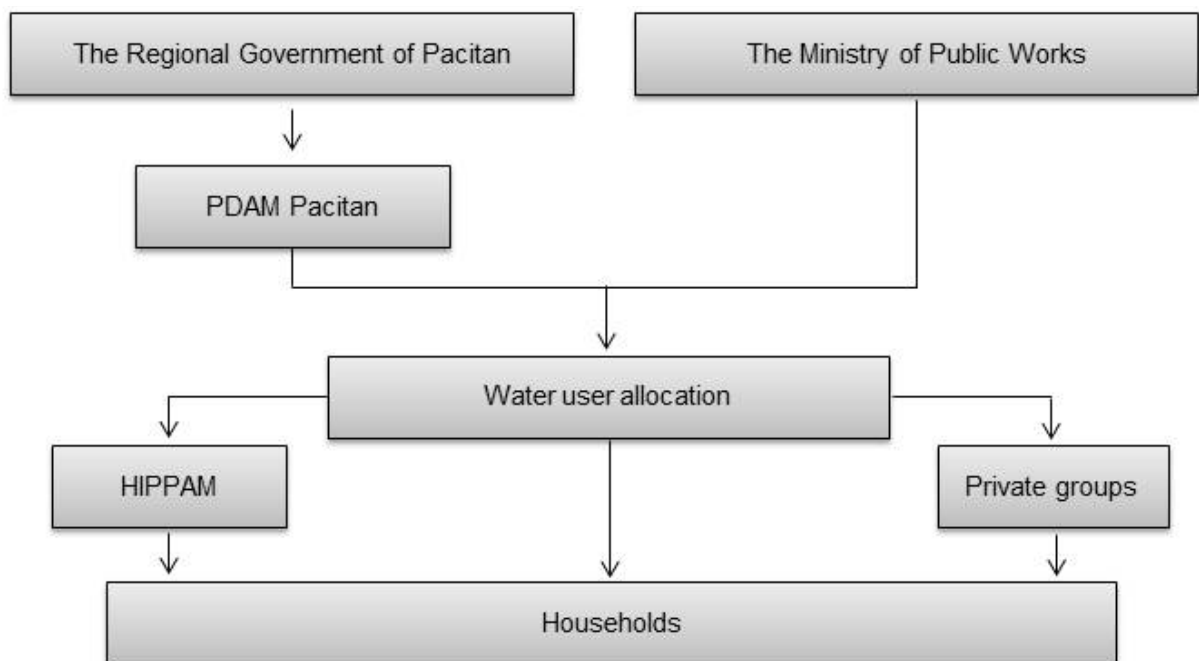 The Regional Government of Pacitan
The Ministry of Public Works
PDAM Pacitan
Water user allocation
HIPPAM
Private groups
Households